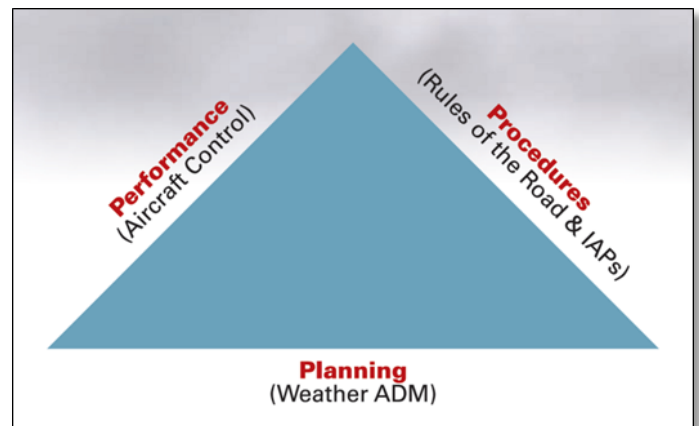 Performance
(Aircraft Control)
Procedures
(Rules of the Road & IAPs)
Planning
(Weather ADM)